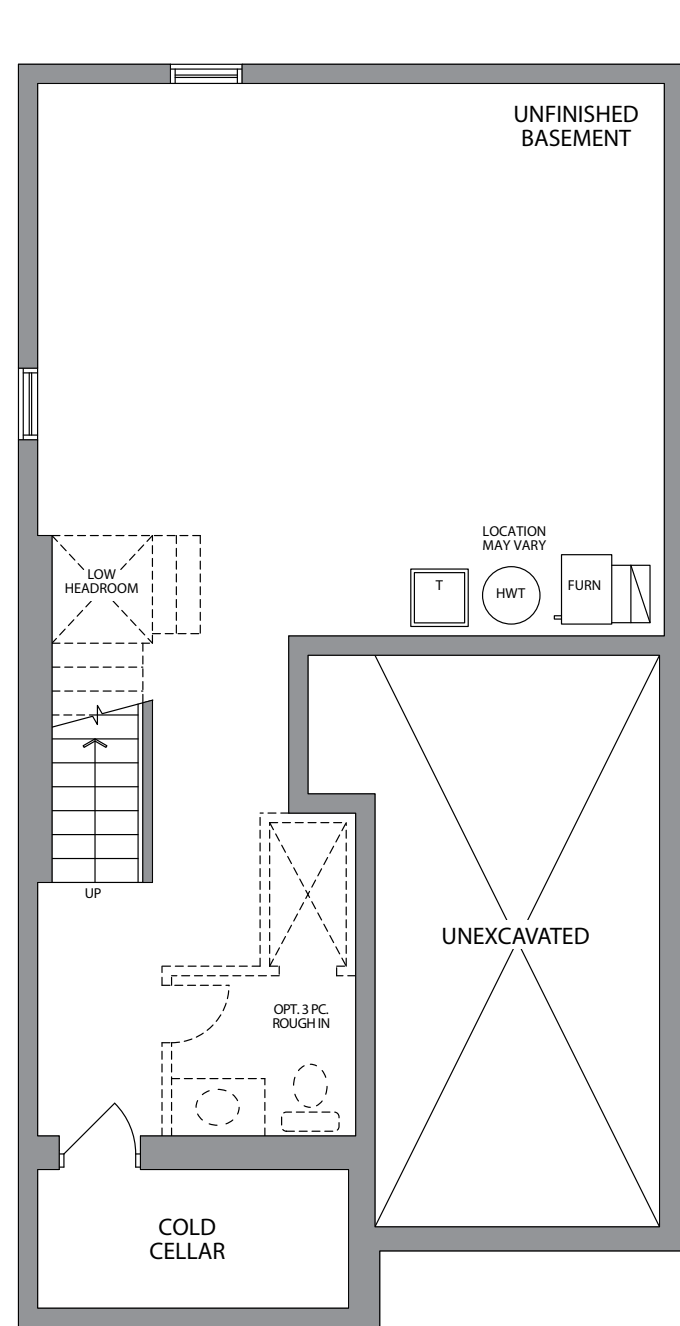 UNFINISHED
BASEMENT
LOCATION
MAY VARY
LOW
HEADROOM
T
HWT
FURN
UP
UNEXCAVATED
OPT. 3 PC.
ROUGH IN
COLD
CELLAR